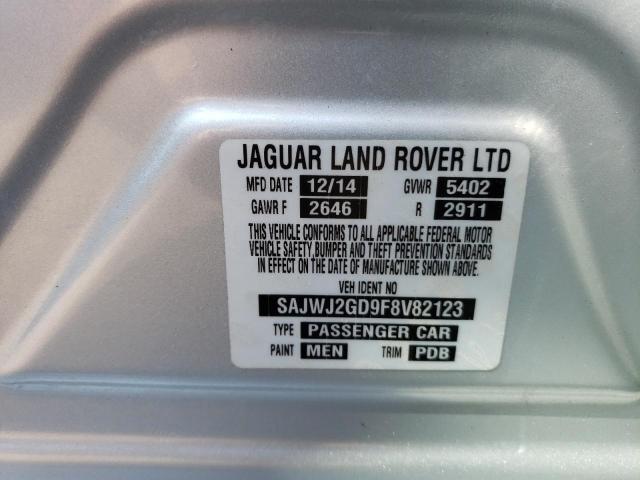 JAGUAR LAND ROVER LTD
MFD DATE 12/14 GVWR 5402
GAWR F 2646 R 2911
THIS VEHICLE CONFORMS TO ALL APPLICABLE FEDERAL MOTOR
VEHICLE SAFETY, BUMPER AND THEFT PREVENTION STANDARDS
IN EFFECT ON THE DATE OF MANUFACTURE SHOWN ABOVE.
VEH IDENT NO
SAJWJ2GD9F8V82123
TYPE PASSENGER CAR
PAINT MEN TRIM PDB